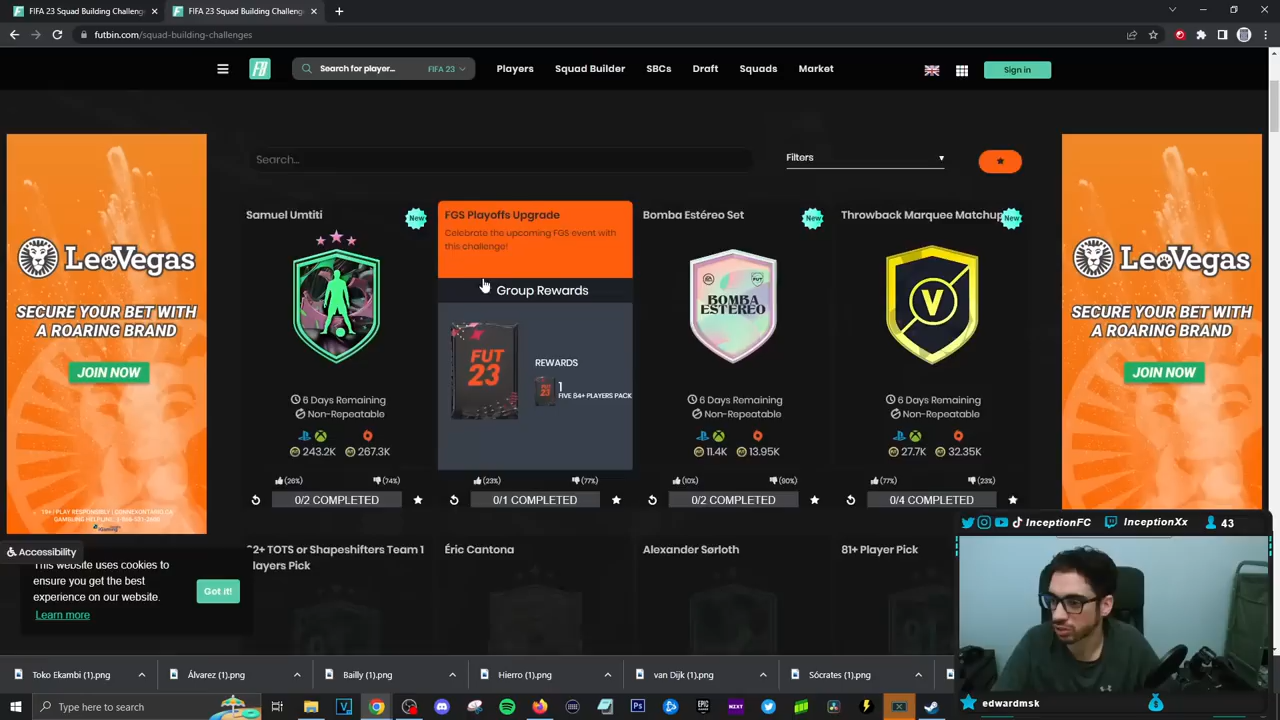 FIFA 23 Squad Building Challenge
FIFA 23 Squad Building Challenge
futbin.com/squad-building-challenges
Search for player...
FIFA 23
Players
Squad Builder
SBCs
Draft
Squads
Market
Sign in
Search...
Filters
LeoVegas
SECURE YOUR BET WITH
A ROARING BRAND
JOIN NOW
Samuel Umtiti
New
6 Days Remaining
Non-Repeatable
243.2K
267.3K
(26%)
(74%)
0/2 COMPLETED
FGS Playoffs Upgrade
Celebrate the upcoming FGS event with
this challenge!
Group Rewards
FUT
23
REWARDS
1
FIVE 84+ PLAYERS PACK
(23%)
(77%)
0/1 COMPLETED
Bomba Estéreo Set
New
BOMBA
ESTEREO
6 Days Remaining
Non-Repeatable
11.4K
13.95K
(10%)
(90%)
0/2 COMPLETED
Throwback Marquee Matchup
New
V
6 Days Remaining
Non-Repeatable
27.7K
32.35K
(77%)
(23%)
0/4 COMPLETED
LeoVegas
SECURE YOUR BET WITH
A ROARING BRAND
JOIN NOW
82+ TOTS or Shapeshifters Team 1
Players Pick
Éric Cantona
Alexander Sørloth
81+ Player Pick
Accessibility
This website uses cookies to
ensure you get the best
experience on our website.
Learn more
Got it!
InceptionFC
InceptionXx
43
edwardmsk
Toko Ekambi (1).png
Álvarez (1).png
Bailly (1).png
Hierro (1).png
van Dijk (1).png
Sócrates (1).png
Type here to search